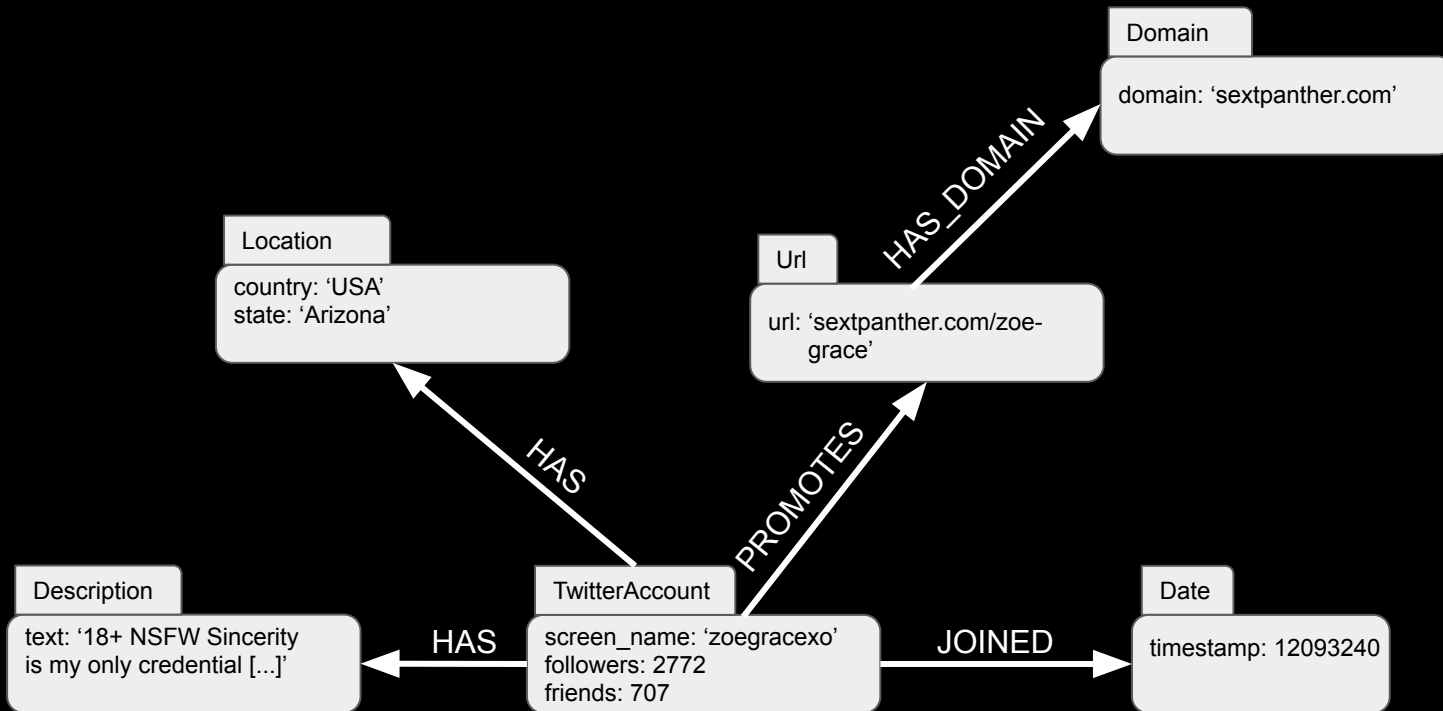 Domain
domain: ‘sextpanther.com’
HAS_DOMAIN
Location
country: ‘USA’
state: ‘Arizona’
Url
url: ‘sextpanther.com/zoe-
grace’
HAS
PROMOTES
Description
text: ‘18+ NSFW Sincerity
is my only credential [...]’
HAS
TwitterAccount
screen_name: ‘zoegracexo’
followers: 2772
friends: 707
JOINED
Date
timestamp: 12093240